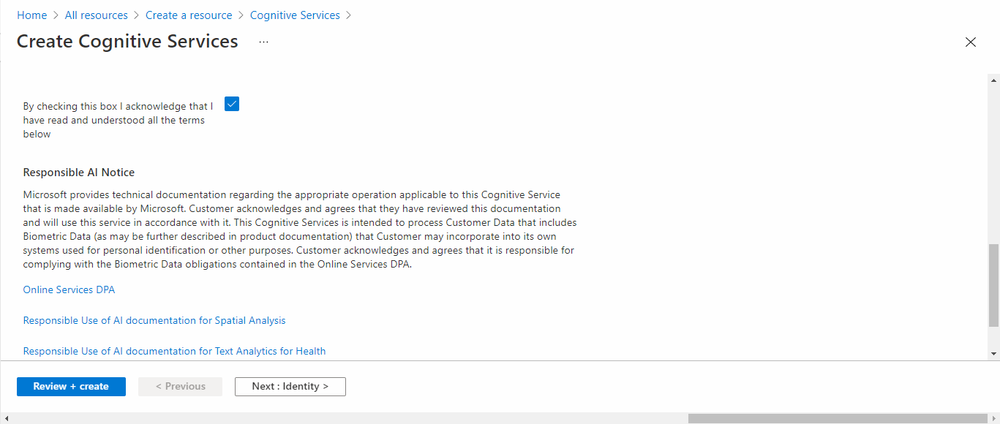 Home > All resources > Create a resource > Cognitive Services >
Create Cognitive Services ...
By checking this box I acknowledge that I
have read and understood all the terms
below
Responsible AI Notice
Microsoft provides technical documentation regarding the appropriate operation applicable to this Cognitive Service
that is made available by Microsoft. Customer acknowledges and agrees that they have reviewed this documentation
and will use this service in accordance with it. This Cognitive Services is intended to process Customer Data that includes
Biometric Data (as may be further described in product documentation) that Customer may incorporate into its own
systems used for personal identification or other purposes. Customer acknowledges and agrees that it is responsible for
complying with the Biometric Data obligations contained in the Online Services DPA.
Online Services DPA
Responsible Use of AI documentation for Spatial Analysis
Responsible Use of AI documentation for Text Analytics for Health
Review + create
< Previous
Next : Identity >